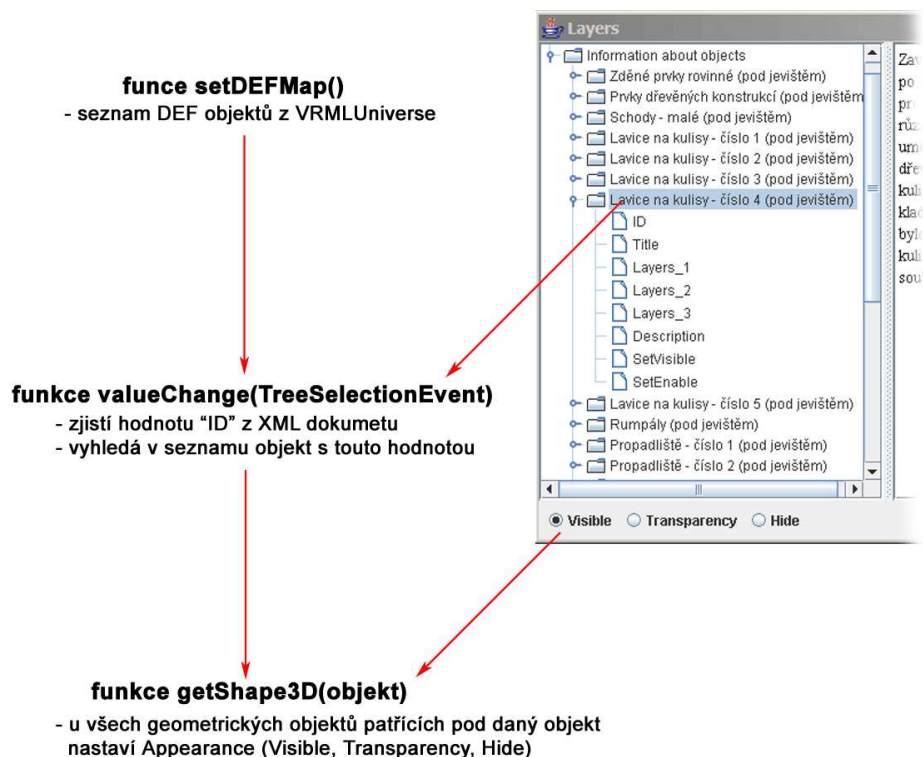 funce setDEFMap()
- seznam DEF objektů z VRMLUniverse
funkce valueChange(TreeSelectionEvent)
- zjistí hodnotu “ID” z XML dokumetu
- vyhledá v seznamu objekt s touto hodnotou
funkce getShape3D(objekt)
- u všech geometrických objektů patřících pod daný objekt
nastaví Appearance (Visible, Transparency, Hide)
Layers
Information about objects
Zděné prvky rovinné (pod jevištěm)
Prvky dřevěných konstrukcí (pod jevištěm
Schody - malé (pod jevištěm)
Lavice na kulisy - číslo 1 (pod jevištěm)
Lavice na kulisy - číslo 2 (pod jevištěm)
Lavice na kulisy - číslo 3 (pod jevištěm)
Lavice na kulisy - číslo 4 (pod jevištěm)
ID
Title
Layers_1
Layers_2
Layers_3
Description
SetVisible
SetEnable
Lavice na kulisy - číslo 5 (pod jevištěm)
Rumpály (pod jevištěm)
Propadliště - číslo 1 (pod jevištěm)
Propadliště - číslo 2 (pod jevištěm)
Visible Transparency Hide
po